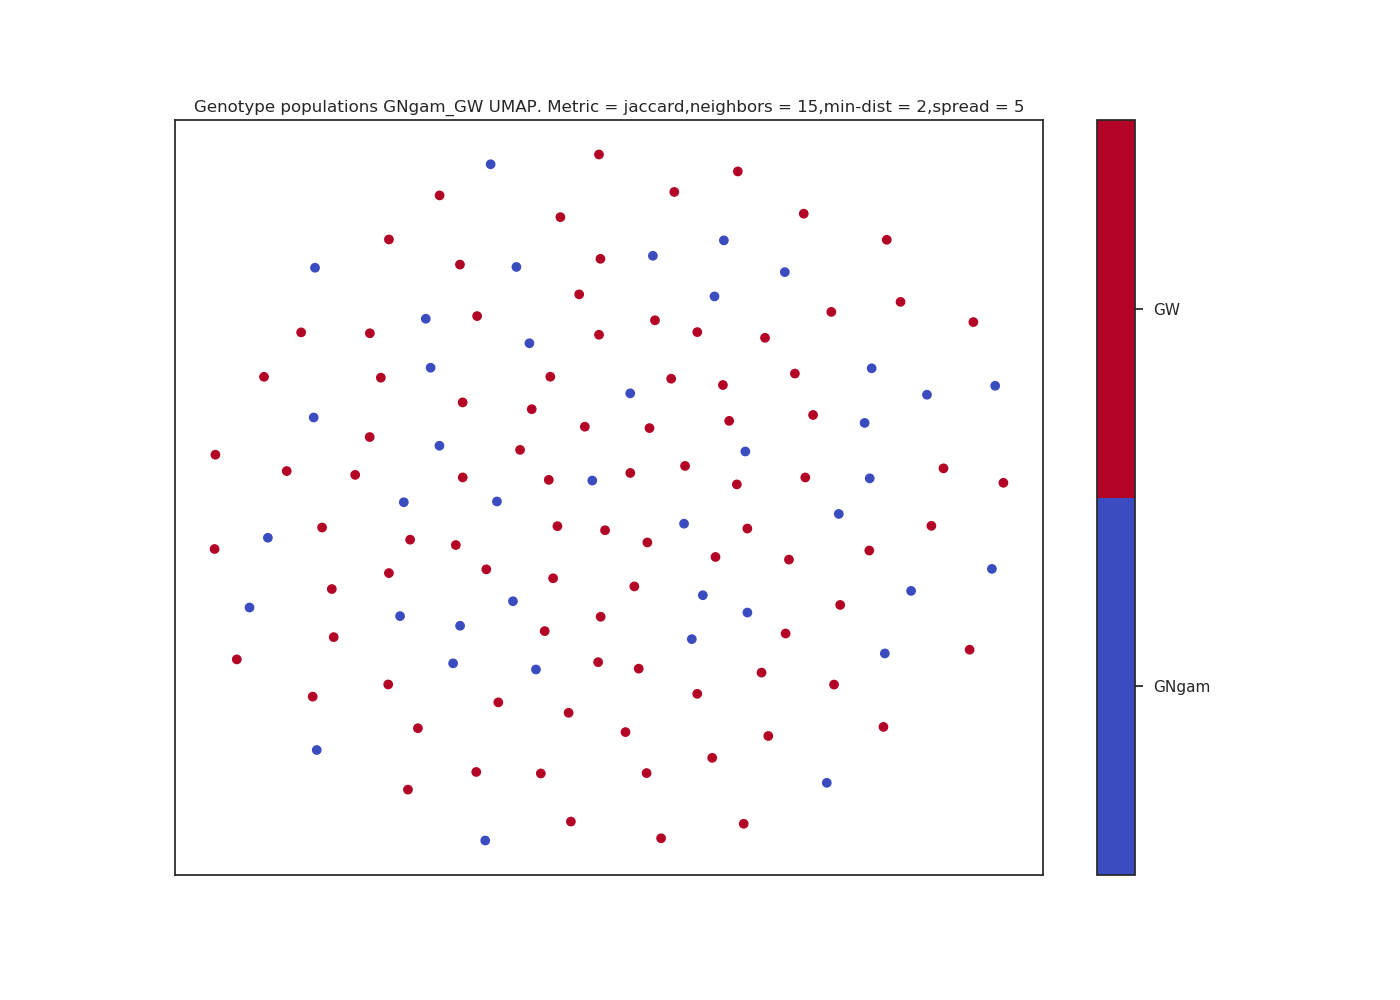 Genotype populations GNgam_GW UMAP. Metric = jaccard,neighbors = 15,min-dist = 2,spread = 5
GW
GNgam